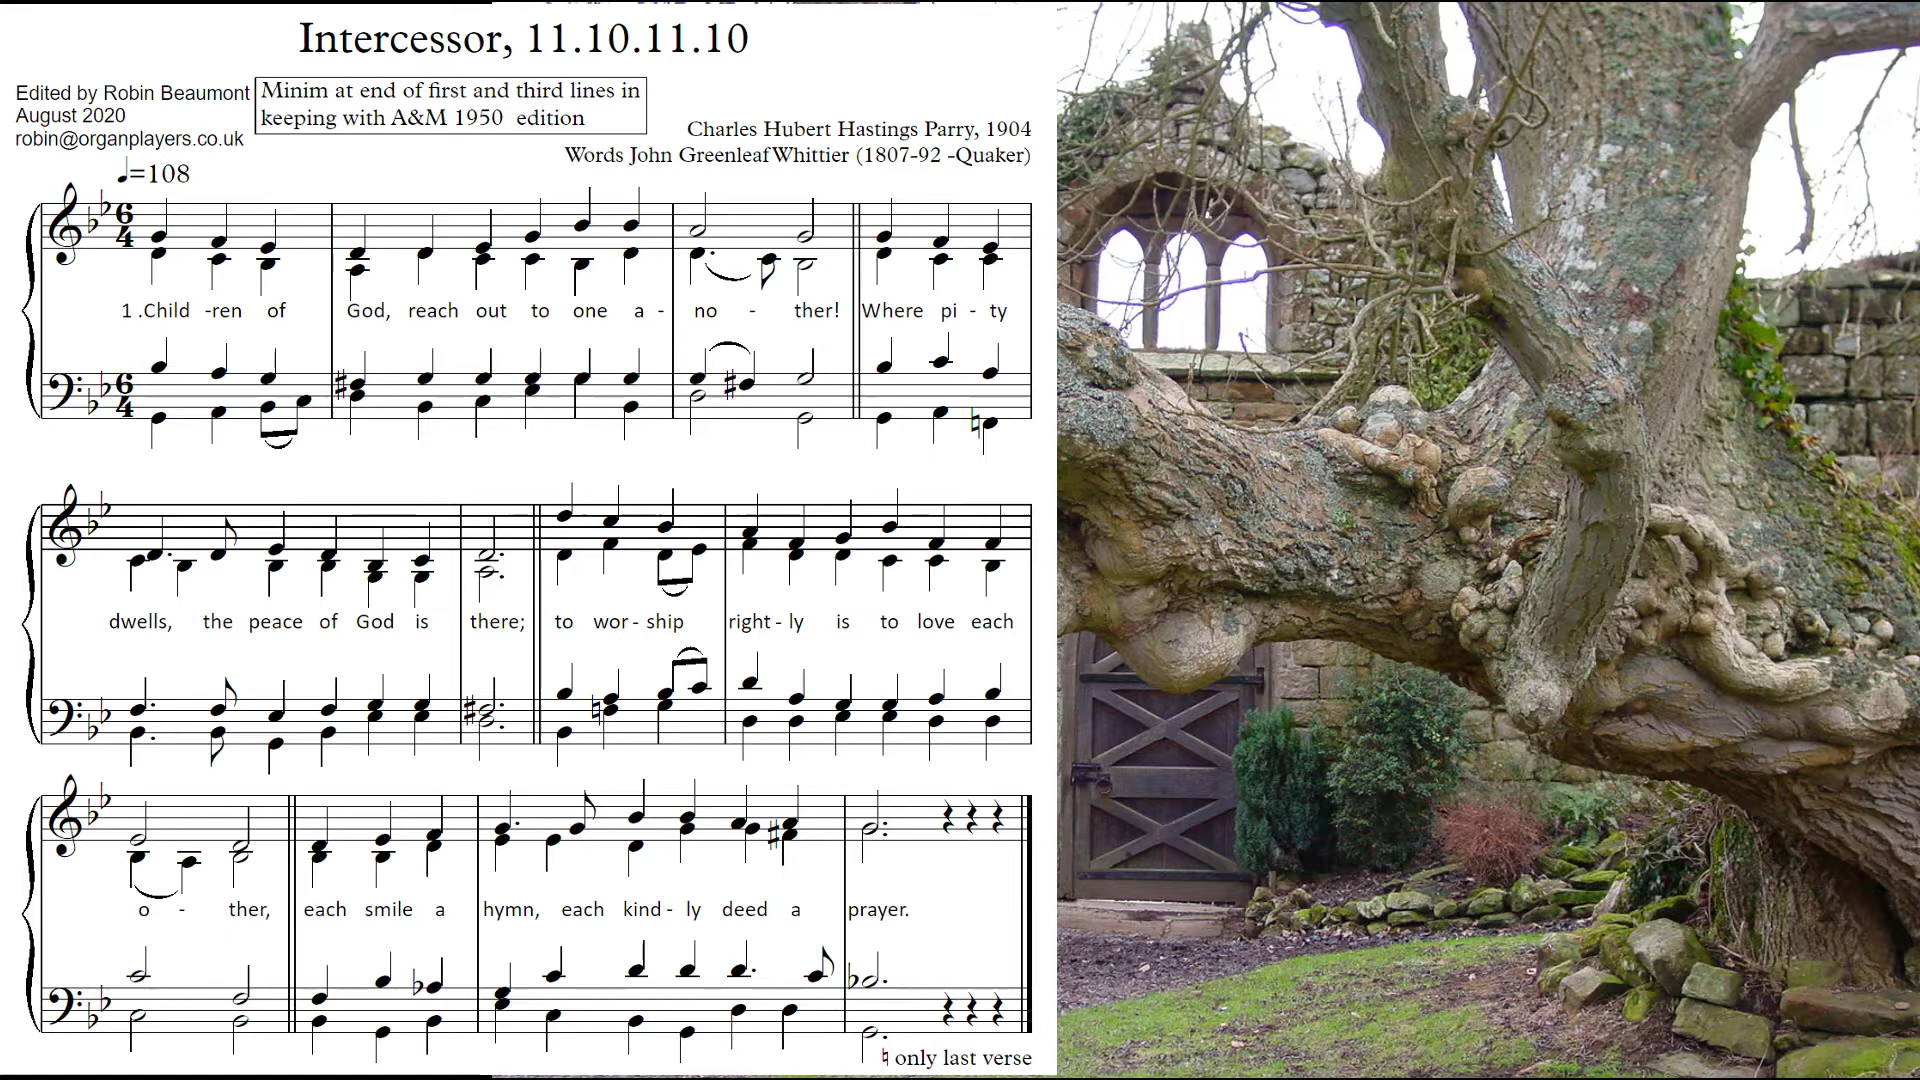 Intercessor, 11.10.11.10
Edited by Robin Beaumont
August 2020
robin@organplayers.co.uk
Minim at end of first and third lines in
keeping with A&M 1950 edition
Charles Hubert Hastings Parry, 1904
Words John Greenleaf Whittier (1807-92 -Quaker)
♩=108
6
4
1 .Child -ren of God, reach out to one a - no - ther! Where pi - ty
6
4
dwells, the peace of God is there; to wor - ship right - ly is to love each
o - ther, each smile a hymn, each kind - ly deed a prayer.
♮ only last verse